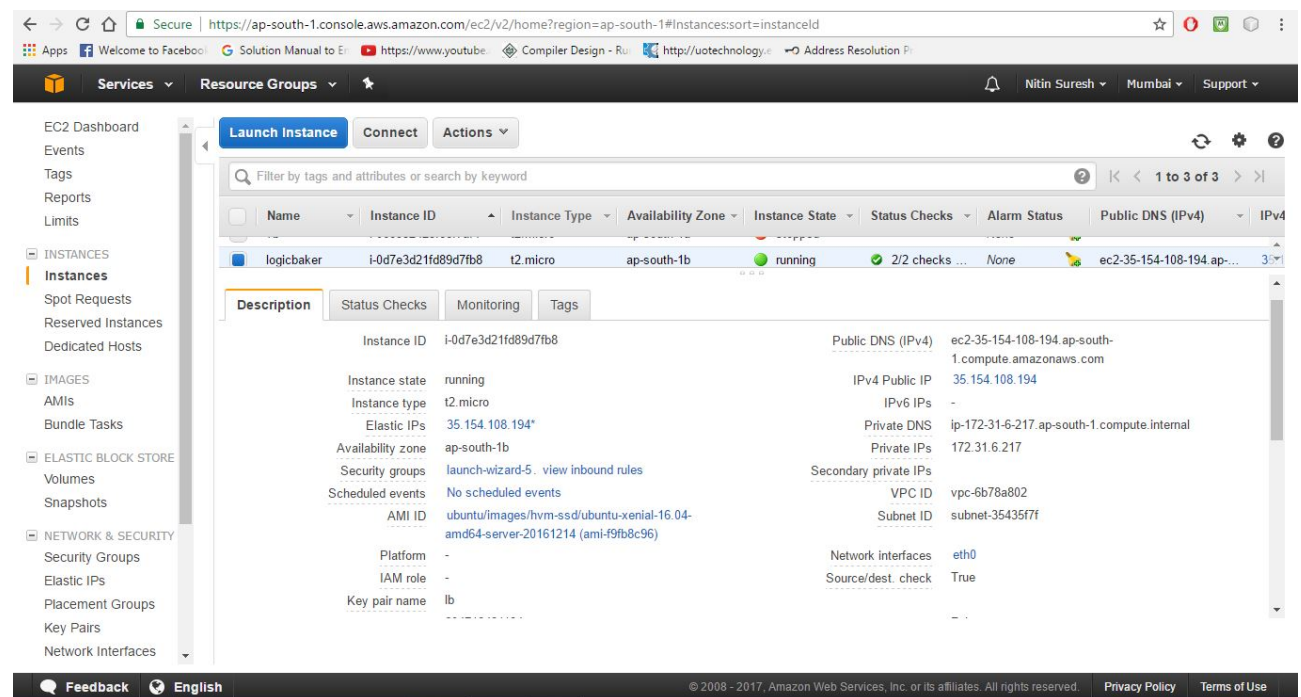 Secure | https://ap-south-1.console.aws.amazon.com/ec2/v2/home?region=ap-south-1#Instances:sort=instanceId
Apps Welcome to Facebook Solution Manual to En https://www.youtube. Compiler Design - Ru http://uotechnology.e Address Resolution Pr
Services Resource Groups Nitin Suresh Mumbai Support
EC2 Dashboard
Events
Tags
Reports
Limits
INSTANCES
Instances
Spot Requests
Reserved Instances
Dedicated Hosts
IMAGES
AMIs
Bundle Tasks
ELASTIC BLOCK STORE
Volumes
Snapshots
NETWORK & SECURITY
Security Groups
Elastic IPs
Placement Groups
Key Pairs
Network Interfaces
Launch Instance Connect Actions
Filter by tags and attributes or search by keyword 1 to 3 of 3
Name Instance ID Instance Type Availability Zone Instance State Status Checks Alarm Status Public DNS (IPv4) IPv4
logicbaker i-0d7e3d21fd89d7fb8 t2.micro ap-south-1b running 2/2 checks ... None ec2-35-154-108-194.ap-...
Description Status Checks Monitoring Tags
Instance ID i-0d7e3d21fd89d7fb8
Instance state running
Instance type t2.micro
Elastic IPs 35.154.108.194*
Availability zone ap-south-1b
Security groups launch-wizard-5. view inbound rules
Scheduled events No scheduled events
AMI ID ubuntu/images/hvm-ssd/ubuntu-xenial-16.04-
amd64-server-20161214 (ami-f9fb8c96)
Platform -
IAM role -
Key pair name lb
Public DNS (IPv4) ec2-35-154-108-194.ap-south-
1.compute.amazonaws.com
IPv4 Public IP 35.154.108.194
IPv6 IPs -
Private DNS ip-172-31-6-217.ap-south-1.compute.internal
Private IPs 172.31.6.217
Secondary private IPs
VPC ID vpc-6b78a802
Subnet ID subnet-35435f7f
Network interfaces eth0
Source/dest. check True
Feedback English © 2008 - 2017, Amazon Web Services, Inc. or its affiliates. All rights reserved. Privacy Policy Terms of Use